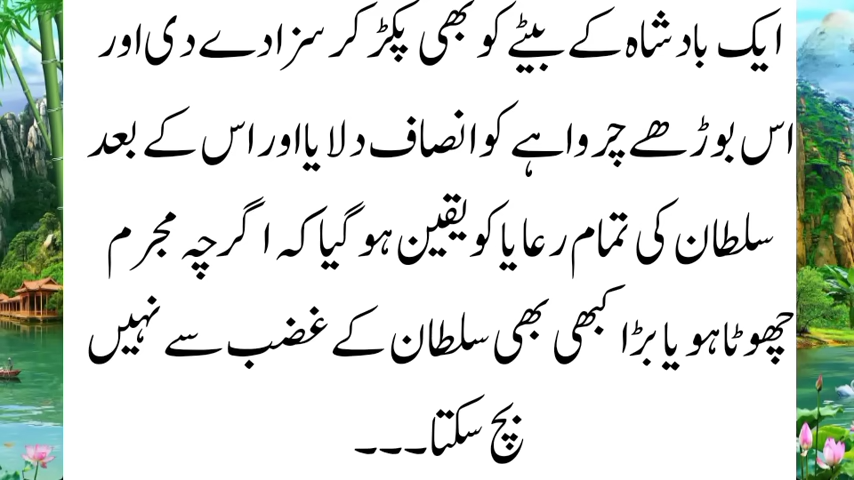 ایک بادشاہ کے بیٹے کو بھی پکڑ کر سزا دے دی اور
اس بوڑھے چرواہے کو انصاف دلایا اور اس کے بعد
سلطان کی تمام رعایا کو یقین ہو گیا کہ اگرچہ مجرم
چھوٹا ہو یا بڑا کبھی بھی سلطان کے غضب سے نہیں
بچ سکتا۔۔۔